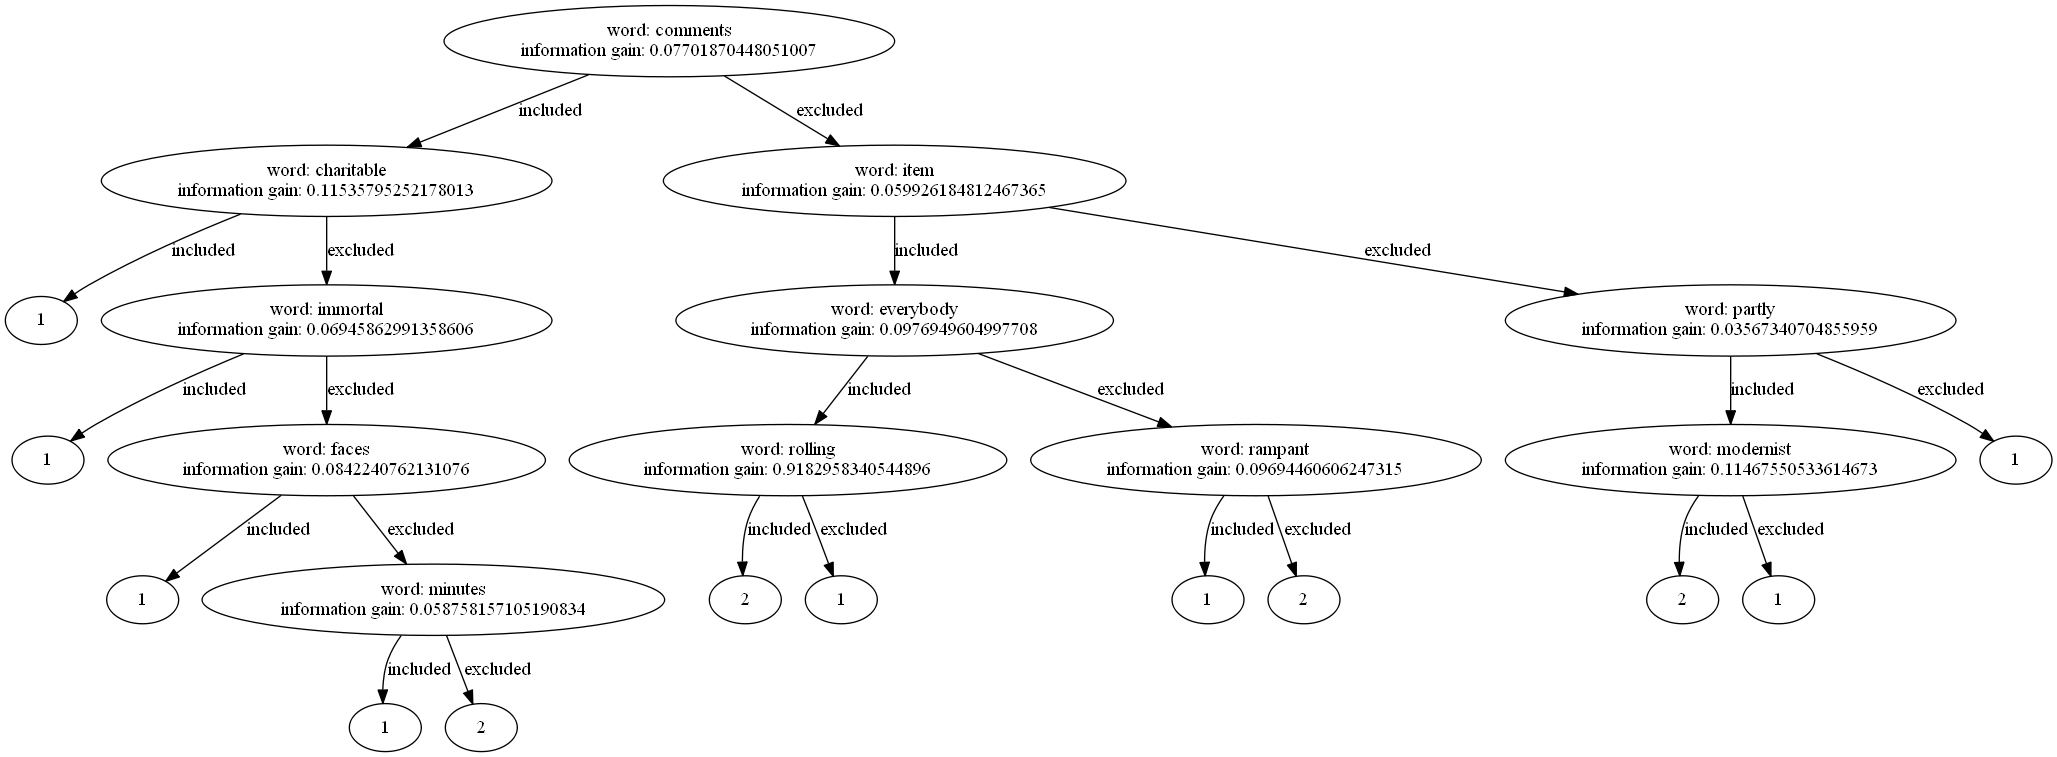 word: comments
information gain: 0.07701870448051007
included
excluded
word: charitable
information gain: 0.11535795252178013
word: item
information gain: 0.059926184812467365
included
excluded
included
excluded
1
word: immortal
information gain: 0.06945862991358606
word: everybody
information gain: 0.0976949604997708
word: partly
information gain: 0.03567340704855959
included
excluded
included
excluded
included
excluded
1
word: faces
information gain: 0.0842240762131076
word: rolling
information gain: 0.9182958340544896
word: rampant
information gain: 0.09694460606247315
word: modernist
information gain: 0.11467550533614673
1
included
excluded
included
excluded
included
excluded
included
excluded
1
word: minutes
information gain: 0.058758157105190834
2
1
1
2
2
1
included
excluded
1
2